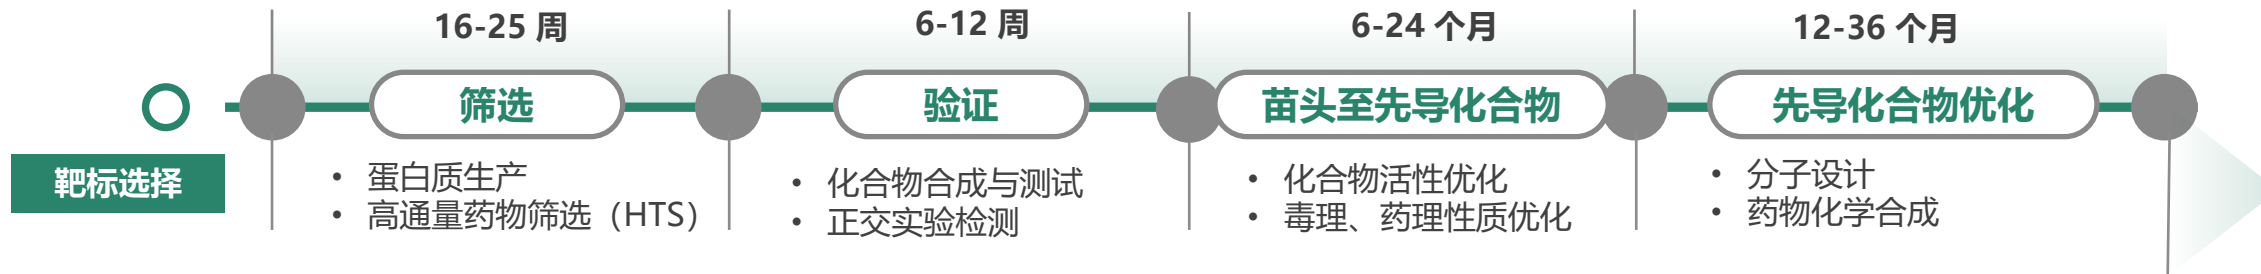 16-25 周
6-12 周
6-24 个月
12-36 个月
筛选
验证
苗头至先导化合物
先导化合物优化
靶标选择
• 蛋白质生产
• 高通量药物筛选（HTS）
• 化合物合成与测试
• 正交实验检测
• 化合物活性优化
• 毒理、药理性质优化
• 分子设计
• 药物化学合成